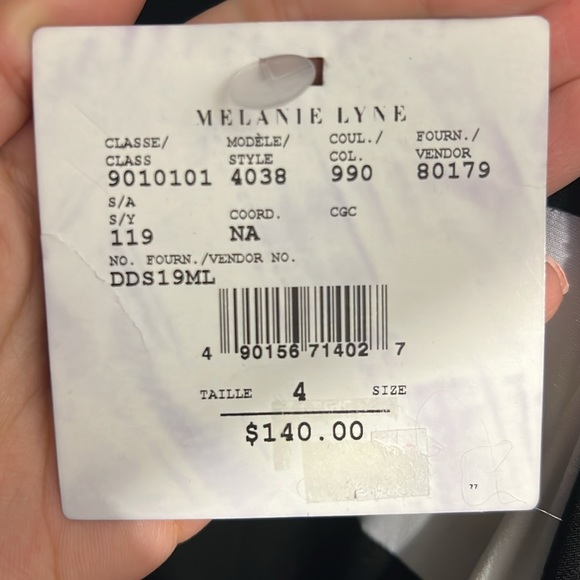 MELANIE LYNE
CLASSE/ MODÈLE/ COUL./ FOURN./
CLASS STYLE COL. VENDOR
9010101 4038 990 80179
S/A
S/Y COORD. CGC
119 NA
NO. FOURN./VENDOR NO.
DDS19ML
4 90156 71402 7
TAILLE 4 SIZE
$140.00
77